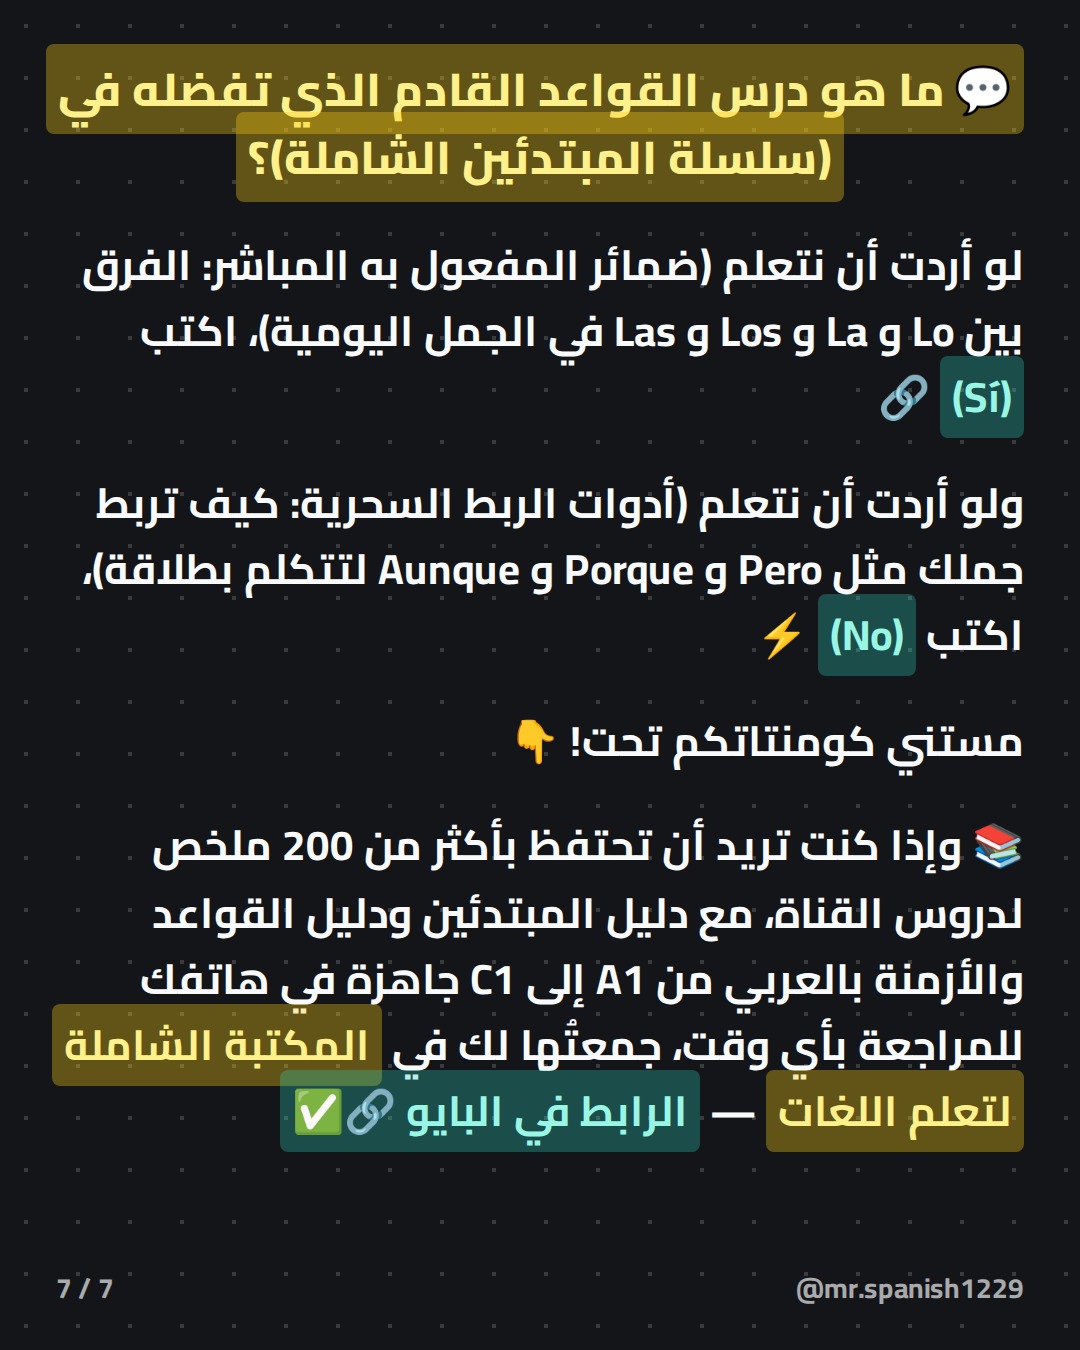 💬 ما هو درس القواعد القادم الذي تفضله في
(سلسلة المبتدئين الشاملة)؟
لو أردت أن نتعلم (ضمائر المفعول به المباشر: الفرق
بين Lo و La و Los و Las في الجمل اليومية)، اكتب
(Sí) 🔗
ولو أردت أن نتعلم (أدوات الربط السحرية: كيف تربط
جملك مثل Pero و Porque و Aunque لتتكلم بطلاقة)،
اكتب (No) ⚡
مستني كومنتاتكم تحت! 👇
📚 وإذا كنت تريد أن تحتفظ بأكثر من 200 ملخص
لدروس القناة، مع دليل المبتدئين ودليل القواعد
والأزمنة بالعربي من A1 إلى C1 جاهزة في هاتفك
للمراجعة بأي وقت، جمعتُها لك في المكتبة الشاملة
لتعلم اللغات — الرابط في البايو 🔗✅
7 / 7
@mr.spanish1229